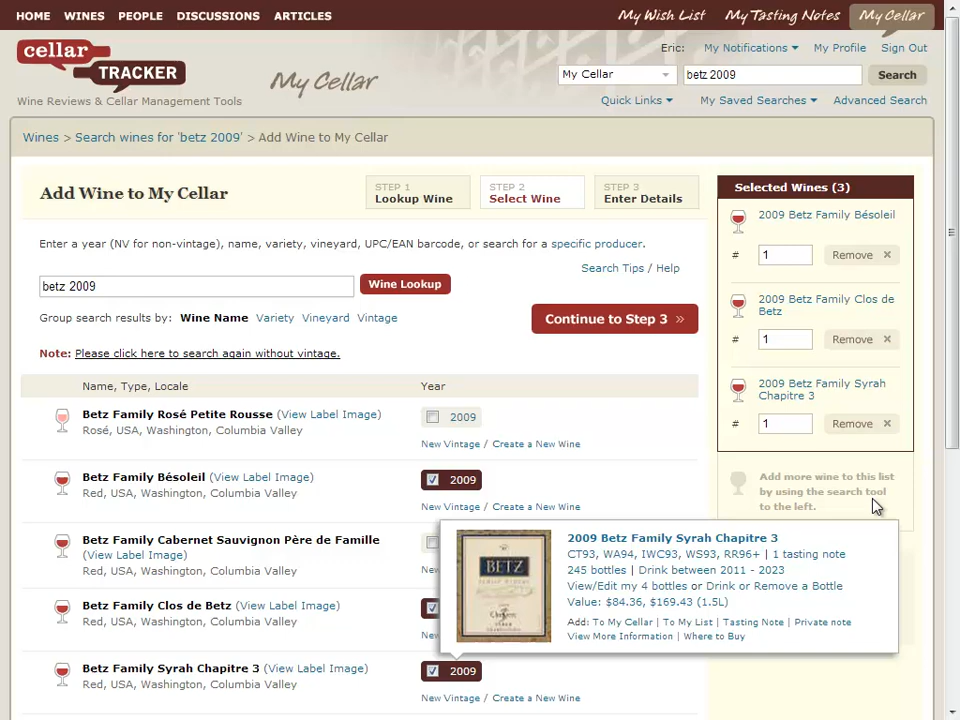 HOME WINES PEOPLE DISCUSSIONS ARTICLES My Wish List My Tasting Notes My Cellar
Eric: My Notifications My Profile Sign Out
cellar
TRACKER
My Cellar
My Cellar betz 2009 Search
Wine Reviews & Cellar Management Tools
Quick Links My Saved Searches Advanced Search
Wines > Search wines for 'betz 2009' > Add Wine to My Cellar
Add Wine to My Cellar
STEP 1
Lookup Wine
STEP 2
Select Wine
STEP 3
Enter Details
Enter a year (NV for non-vintage), name, variety, vineyard, UPC/EAN barcode, or search for a specific producer.
Search Tips / Help
betz 2009 Wine Lookup
Group search results by: Wine Name Variety Vineyard Vintage
Continue to Step 3 »
Note: Please click here to search again without vintage.
Name, Type, Locale Year
Betz Family Rosé Petite Rousse (View Label Image) 2009
Rosé, USA, Washington, Columbia Valley
New Vintage / Create a New Wine
Betz Family Bésoleil (View Label Image) 2009
Red, USA, Washington, Columbia Valley
New Vintage / Create a New Wine
Betz Family Cabernet Sauvignon Père de Famille
(View Label Image)
Red, USA, Washington, Columbia Valley
Betz Family Clos de Betz (View Label Image)
Red, USA, Washington, Columbia Valley
Betz Family Syrah Chapitre 3 (View Label Image) 2009
Red, USA, Washington, Columbia Valley
New Vintage / Create a New Wine
Selected Wines (3)
2009 Betz Family Bésoleil
# 1 Remove ×
2009 Betz Family Clos de
Betz
# 1 Remove ×
2009 Betz Family Syrah
Chapitre 3
# 1 Remove ×
Add more wine to this list
by using the search tool
to the left.
BETZ
2009 Betz Family Syrah Chapitre 3
CT93, WA94, IWC93, WS93, RR96+ | 1 tasting note
245 bottles | Drink between 2011 - 2023
View/Edit my 4 bottles or Drink or Remove a Bottle
Value: $84.36, $169.43 (1.5L)
Add: To My Cellar | To My List | Tasting Note | Private note
View More Information | Where to Buy